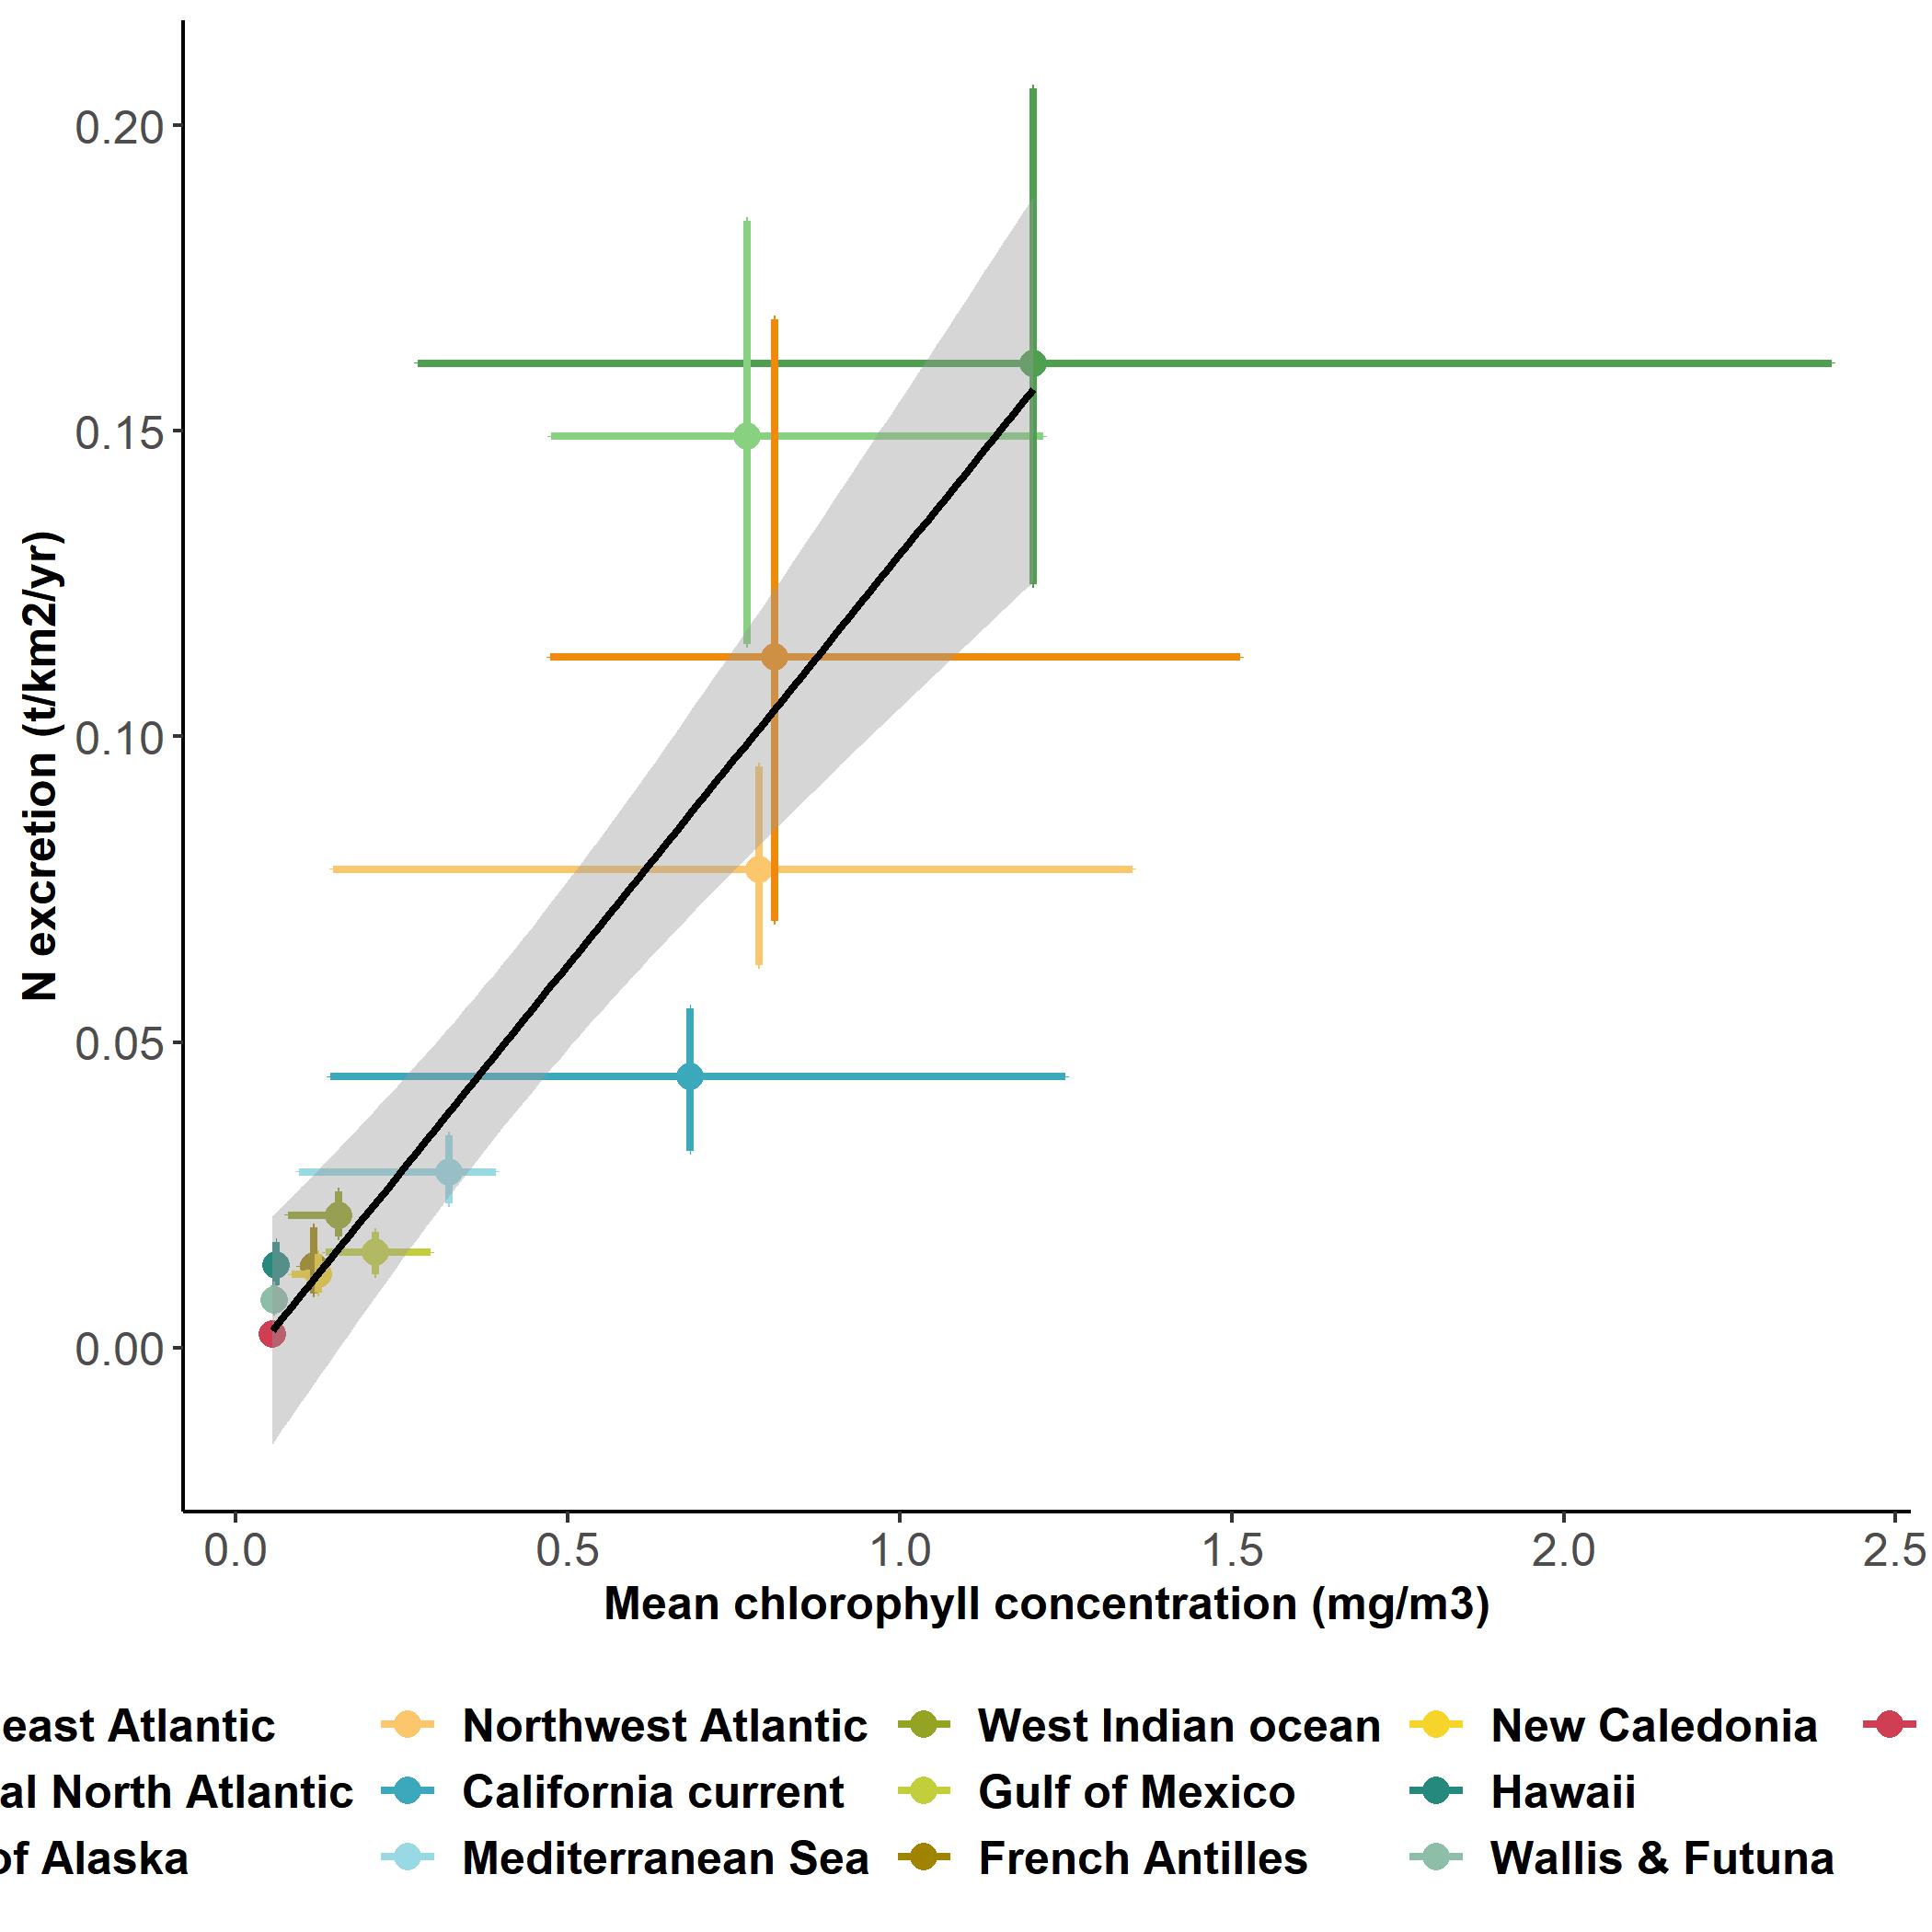 0.20
0.15
0.10
0.05
0.00
N excretion (t/km2/yr)
0.0 0.5 1.0 1.5 2.0 2.5
Mean chlorophyll concentration (mg/m3)
east Atlantic Northwest Atlantic West Indian ocean New Caledonia
al North Atlantic California current Gulf of Mexico Hawaii
of Alaska Mediterranean Sea French Antilles Wallis & Futuna